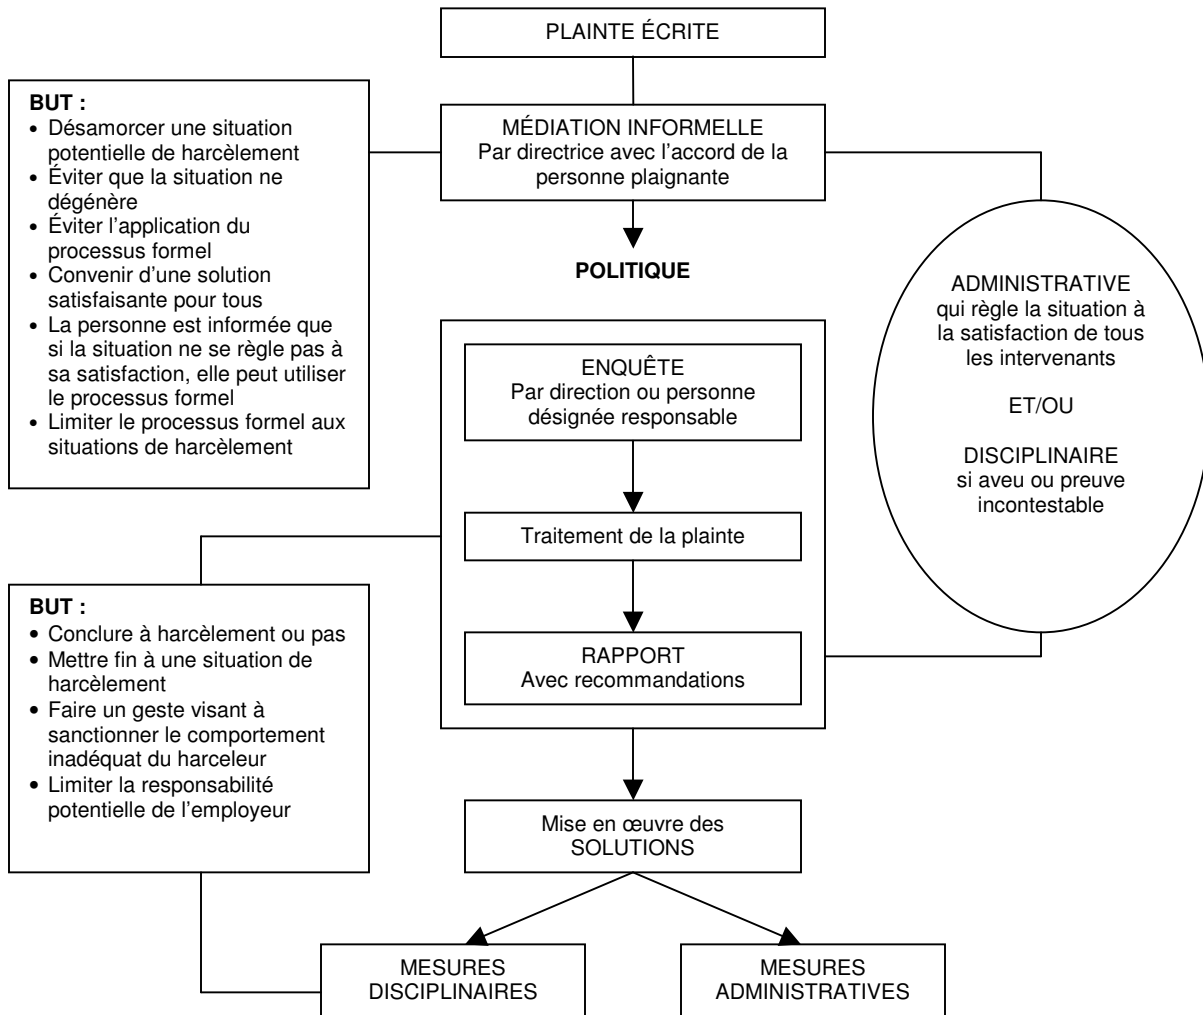 PLAINTE ÉCRITE
MÉDIATION INFORMELLE
Par directrice avec l'accord de la
personne plaignante
BUT :
• Désamorcer une situation
potentielle de harcèlement
• Éviter que la situation ne
dégénère
• Éviter l'application du
processus formel
• Convenir d'une solution
satisfaisante pour tous
• La personne est informée que
si la situation ne se règle pas à
sa satisfaction, elle peut utiliser
le processus formel
• Limiter le processus formel aux
situations de harcèlement
POLITIQUE
ADMINISTRATIVE
qui règle la situation à
la satisfaction de tous
les intervenants
ET/OU
DISCIPLINAIRE
si aveu ou preuve
incontestable
ENQUÊTE
Par direction ou personne
désignée responsable
Traitement de la plainte
RAPPORT
Avec recommandations
BUT :
• Conclure à harcèlement ou pas
• Mettre fin à une situation de
harcèlement
• Faire un geste visant à
sanctionner le comportement
inadéquat du harceleur
• Limiter la responsabilité
potentielle de l'employeur
Mise en œuvre des
SOLUTIONS
MESURES
DISCIPLINAIRES
MESURES
ADMINISTRATIVES